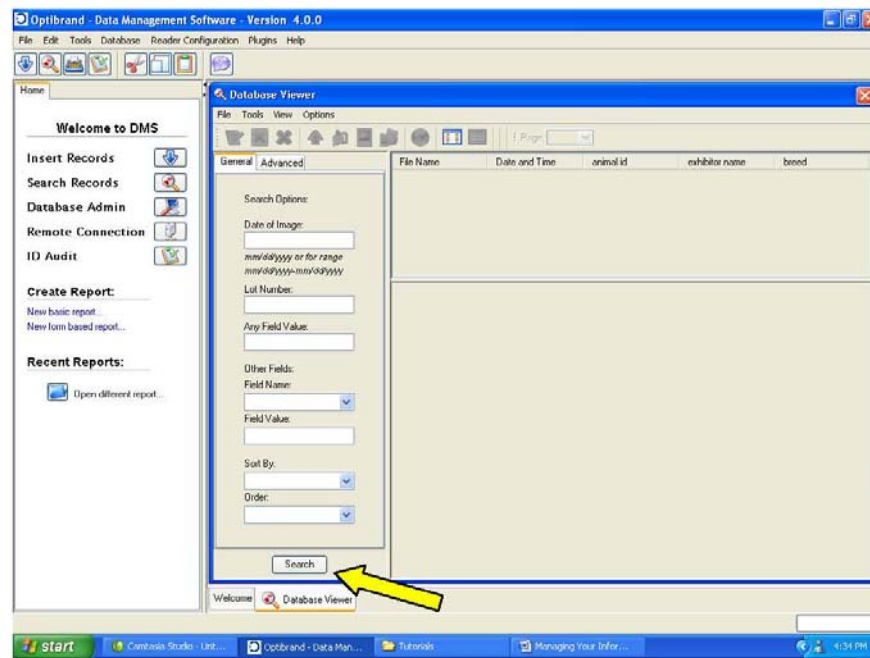 Optibrand - Data Management Software - Version 4.0.0
File Edit Tools Database Reader Configuration Plugins Help
Home
Welcome to DMS
Insert Records
Search Records
Database Admin
Remote Connection
ID Audit
Create Report:
New basic report...
New form based report...
Recent Reports:
Open different report...
Database Viewer
File Tools View Options
Page
General Advanced
Search Options:
Date of Image:
mm/dd/yyyy or for range
mm/dd/yyyy-mm/dd/yyyy
Lot Number:
Any Field Value:
Other Fields:
Field Name:
Field Value:
Sort By:
Order:
Search
File Name Date and Time animal id exhibitor name breed
Welcome Database Viewer
start Camtasia Studio - Unt... Optibrand - Data Man... Tutorials Managing Your Infor... 4:34 PM